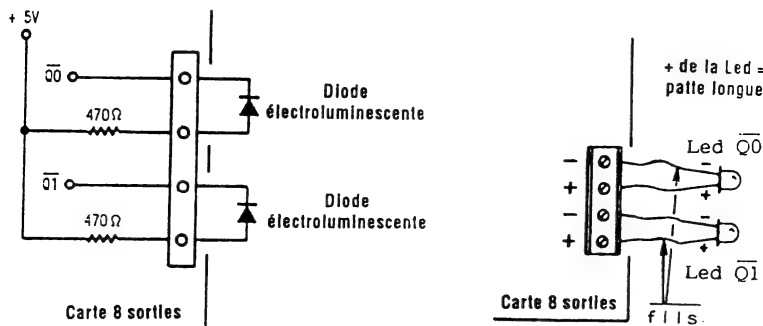 + 5V
Q0
470Ω
Diode
électroluminescente
Q1
470Ω
Diode
électroluminescente
Carte 8 sorties
+ de la Led =
patte longue
Led Q0
-
+
-
+
-
+
-
+
Led Q1
Carte 8 sorties
fils.